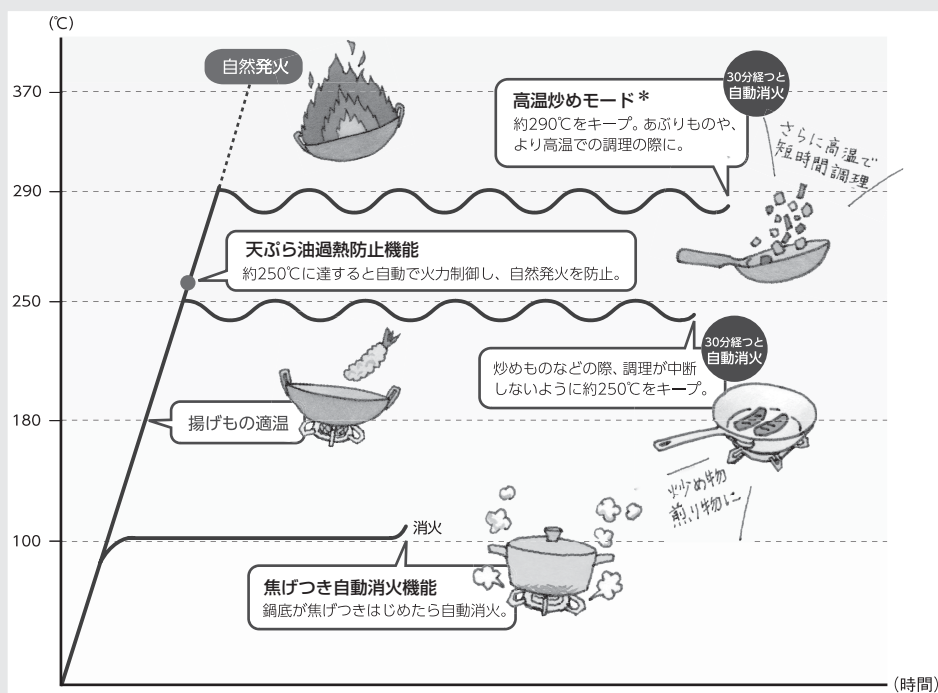 (℃)
自然発火
370
30分経つと
自動消火
高温炒めモード＊
約290℃をキープ。あぶりものや、
より高温での調理の際に。
さらに高温で
短時間調理
290
天ぷら油過熱防止機能
約250℃に達すると自動で火力制御し、自然発火を防止。
250
30分経つと
自動消火
炒めものなどの際、調理が中断
しないように約250℃をキープ。
揚げもの適温
180
炒め物
煎り物に
消火
100
焦げつき自動消火機能
鍋底が焦げつきはじめたら自動消火。
(時間)